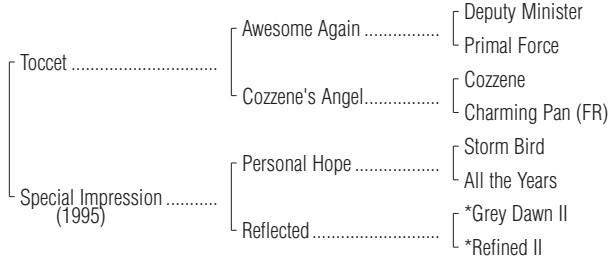 Deputy Minister
Awesome Again ................
Primal Force
Toccet ..............................
Cozzene
Cozzene's Angel................
Charming Pan (FR)
Storm Bird
Personal Hope ..................
All the Years
Special Impression ...........
(1995)
*Grey Dawn II
Reflected ...........................
*Refined II